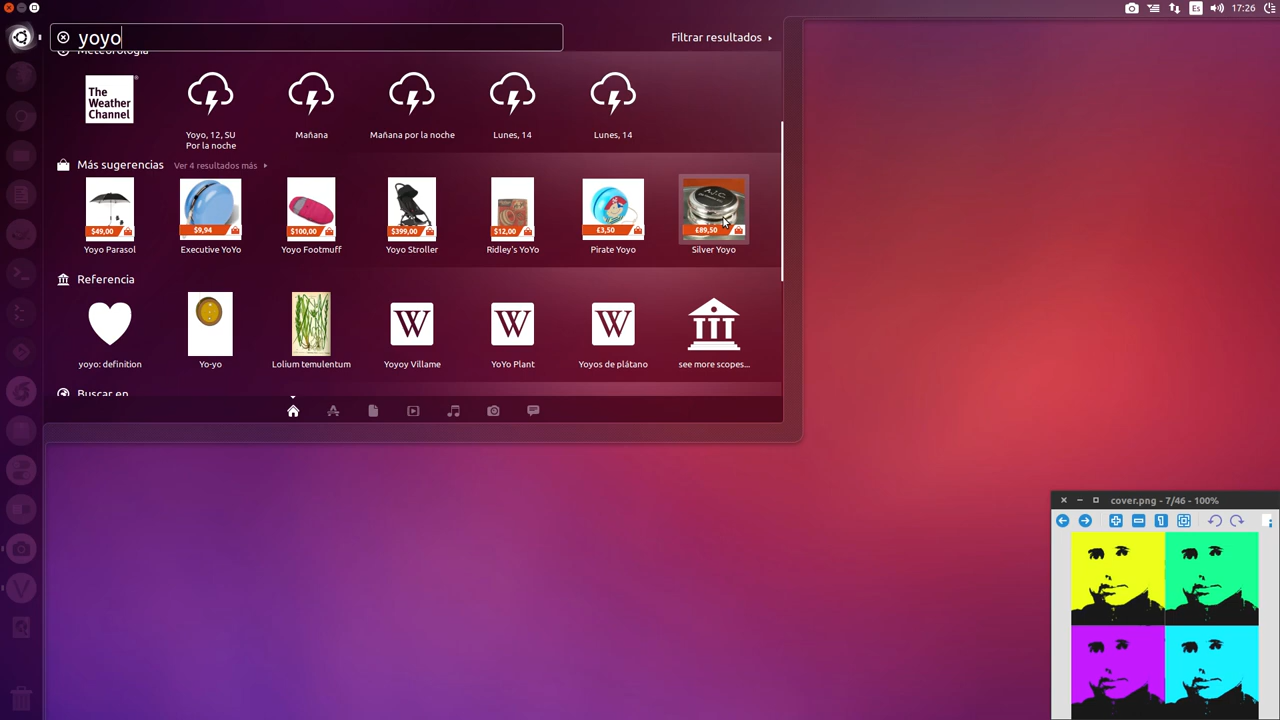 Es
17:26
yoyo
Filtrar resultados
Meteorología
The
Weather
Channel
Yoyo, 12, SU
Por la noche
Mañana
Mañana por la noche
Lunes, 14
Lunes, 14
Más sugerencias
Ver 4 resultados más
$49,00
$9,94
$100,00
$399,00
$12,00
£3,50
A.J.C.
£89,50
Yoyo Parasol
Executive YoYo
Yoyo Footmuff
Yoyo Stroller
Ridley's YoYo
Pirate Yoyo
Silver Yoyo
Referencia
W
W
W
yoyo: definition
Yo-yo
Lolium temulentum
Yoyoy Villame
YoYo Plant
Yoyos de plátano
see more scopes...
Buscar en
cover.png - 7/46 - 100%